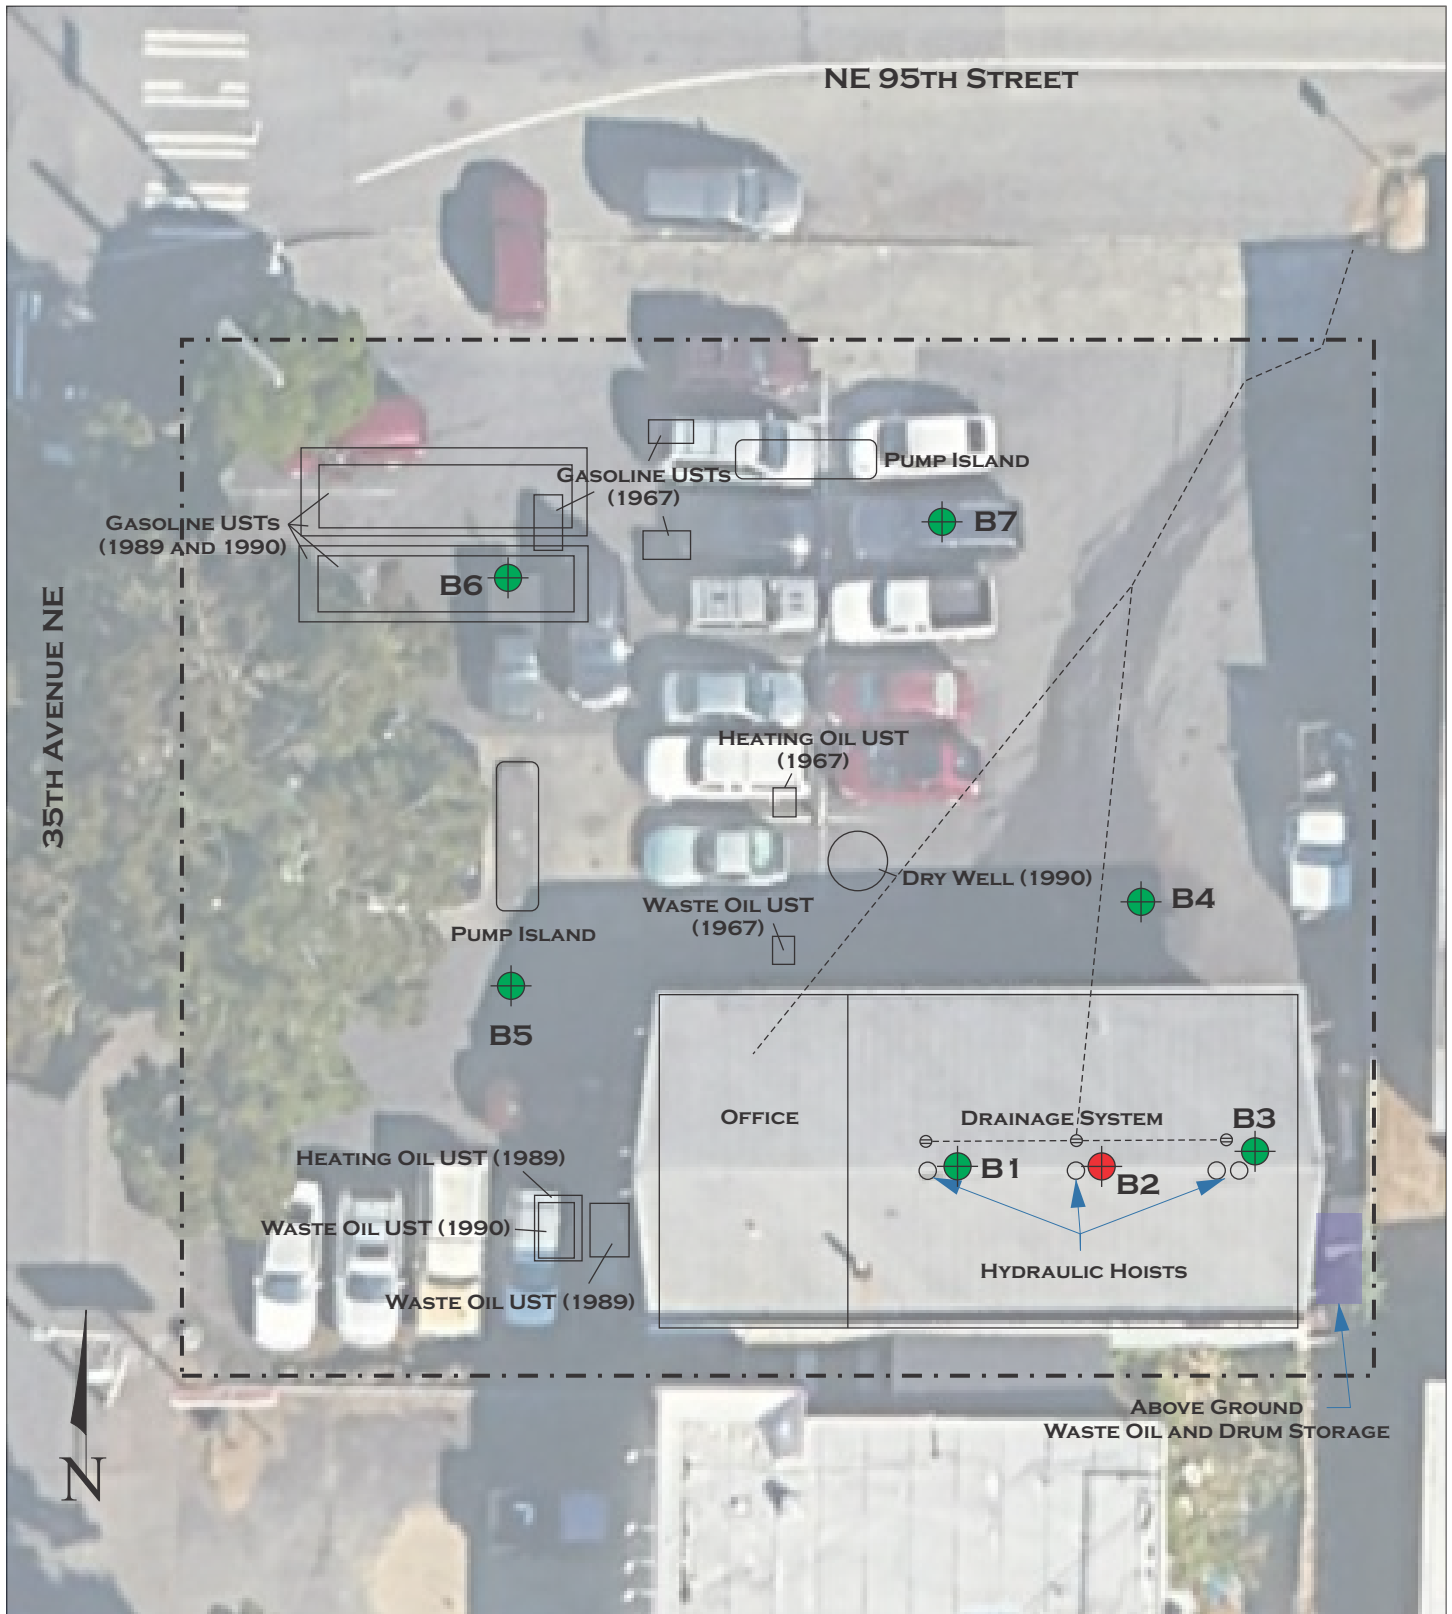 NE 95TH STREET
PUMP ISLAND
GASOLINE USTS
(1967)
B7
GASOLINE USTS
(1989 AND 1990)
B6
35TH AVENUE NE
HEATING OIL UST
(1967)
DRY WELL (1990)
B4
WASTE OIL UST
(1967)
PUMP ISLAND
B5
OFFICE
DRAINAGE SYSTEM
B3
B1
B2
HEATING OIL UST (1989)
WASTE OIL UST (1990)
HYDRAULIC HOISTS
WASTE OIL UST (1989)
ABOVE GROUND
WASTE OIL AND DRUM STORAGE
N